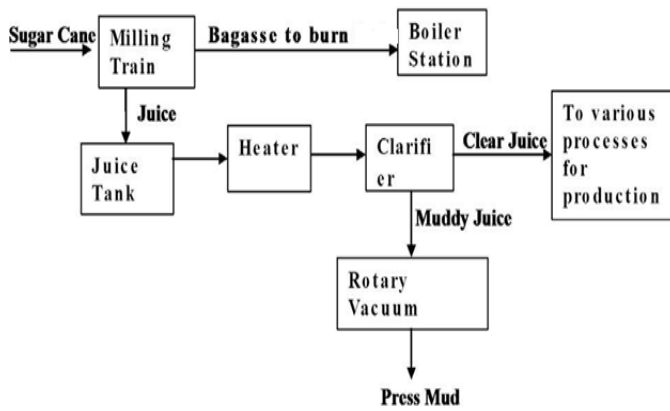 Sugar Cane
Milling
Train
Bagasse to burn
Boiler
Station
Juice
Juice
Tank
Heater
Clarifi
er
Clear Juice
To various
processes
for
production
Muddy Juice
Rotary
Vacuum
Press Mud